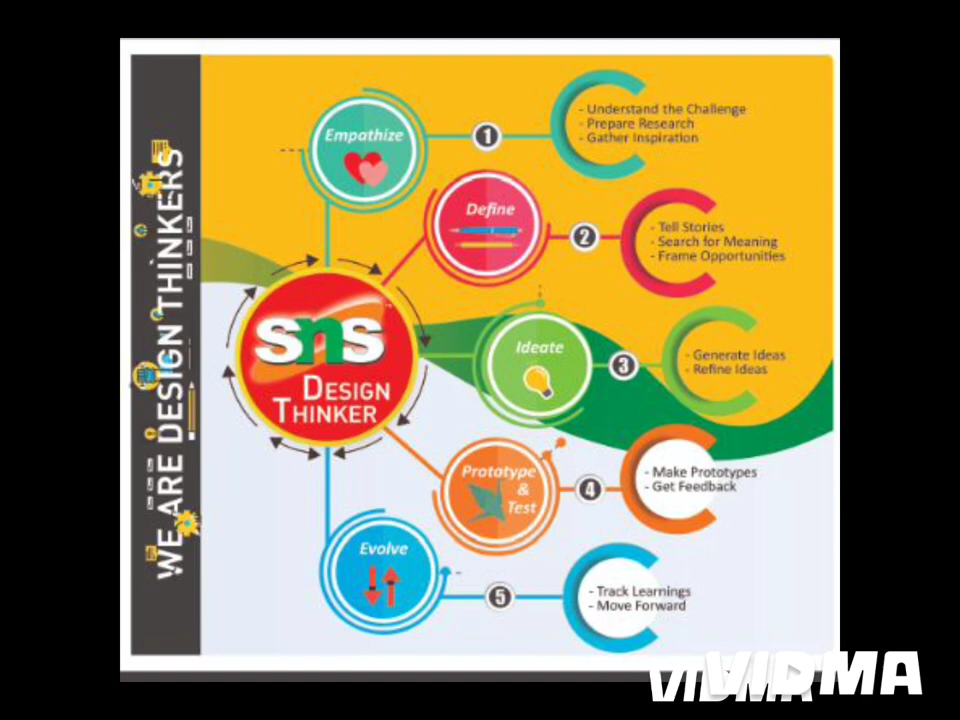 WE ARE DESIGN THINKERS
Empathize
1
- Understand the Challenge
- Prepare Research
- Gather Inspiration
Define
2
- Tell Stories
- Search for Meaning
- Frame Opportunities
sns
DESIGN
THINKER
Ideate
3
- Generate Ideas
- Refine Ideas
Prototype
&
Test
4
- Make Prototypes
- Get Feedback
Evolve
5
- Track Learnings
- Move Forward
VIDMA
VIDMA